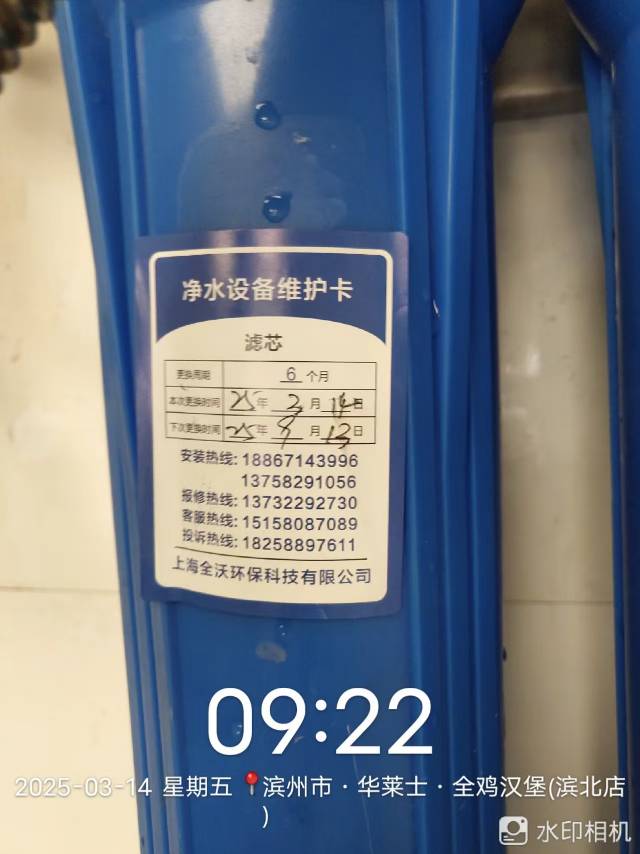 净水设备维护卡
滤芯
更换周期 6 个月
本次更换时间 25年 3月 14日
下次更换时间 25年 9月 13日
安装热线: 18867143996
13758291056
报修热线: 13732292730
客服热线: 15158087089
投诉热线: 18258897611
上海全沃环保科技有限公司
09:22
2025-03-14 星期五 滨州市·华莱士·全鸡汉堡(滨北店
)
水印相机